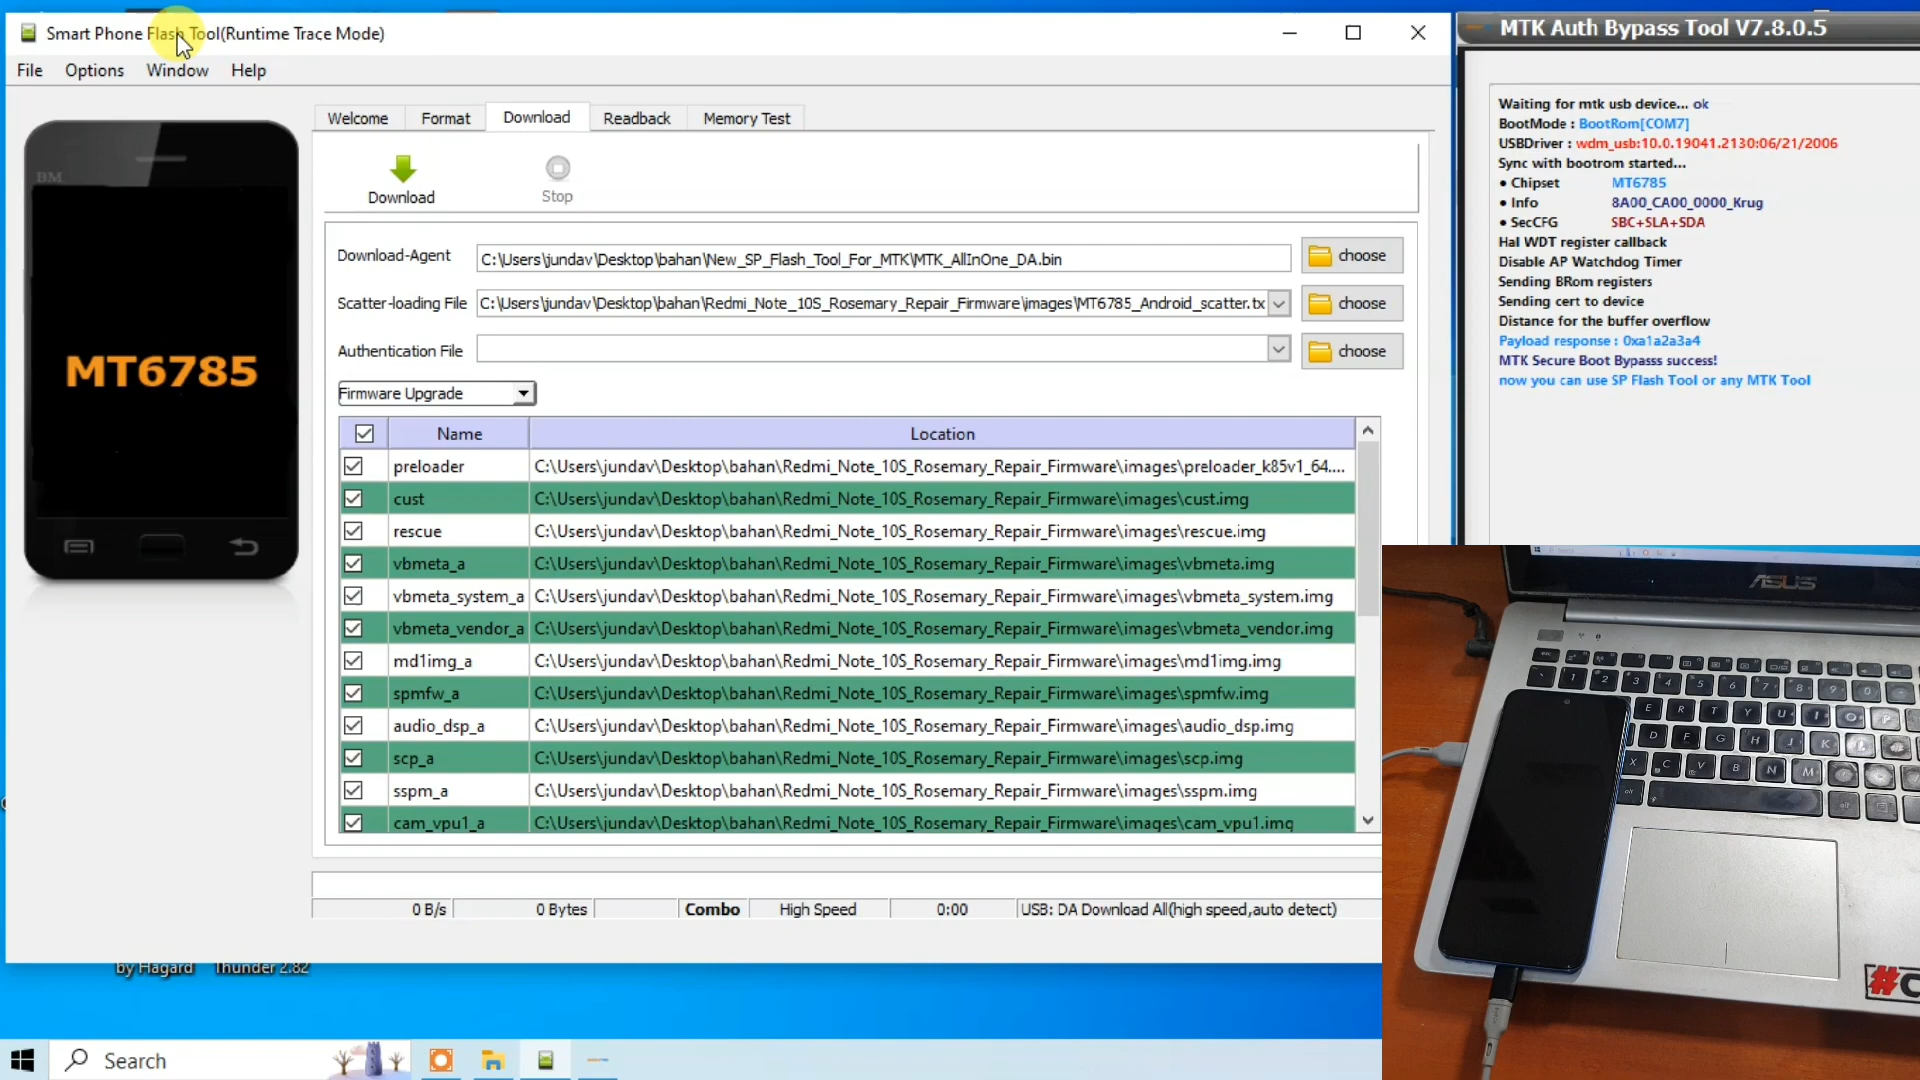 Smart Phone Flash Tool(Runtime Trace Mode)
File Options Window Help
BM
MT6785
Welcome Format Download Readback Memory Test
Download Stop
Download-Agent C:\Users\jundav\Desktop\bahan\New_SP_Flash_Tool_For_MTK\MTK_AllInOne_DA.bin choose
Scatter-loading File C:\Users\jundav\Desktop\bahan\Redmi_Note_10S_Rosemary_Repair_Firmware\images\MT6785_Android_scatter.tx choose
Authentication File choose
Firmware Upgrade
Name Location
preloader C:\Users\jundav\Desktop\bahan\Redmi_Note_10S_Rosemary_Repair_Firmware\images\preloader_k85v1_64....
cust C:\Users\jundav\Desktop\bahan\Redmi_Note_10S_Rosemary_Repair_Firmware\images\cust.img
rescue C:\Users\jundav\Desktop\bahan\Redmi_Note_10S_Rosemary_Repair_Firmware\images\rescue.img
vbmeta_a C:\Users\jundav\Desktop\bahan\Redmi_Note_10S_Rosemary_Repair_Firmware\images\vbmeta.img
vbmeta_system_a C:\Users\jundav\Desktop\bahan\Redmi_Note_10S_Rosemary_Repair_Firmware\images\vbmeta_system.img
vbmeta_vendor_a C:\Users\jundav\Desktop\bahan\Redmi_Note_10S_Rosemary_Repair_Firmware\images\vbmeta_vendor.img
md1img_a C:\Users\jundav\Desktop\bahan\Redmi_Note_10S_Rosemary_Repair_Firmware\images\md1img.img
spmfw_a C:\Users\jundav\Desktop\bahan\Redmi_Note_10S_Rosemary_Repair_Firmware\images\spmfw.img
audio_dsp_a C:\Users\jundav\Desktop\bahan\Redmi_Note_10S_Rosemary_Repair_Firmware\images\audio_dsp.img
scp_a C:\Users\jundav\Desktop\bahan\Redmi_Note_10S_Rosemary_Repair_Firmware\images\scp.img
sspm_a C:\Users\jundav\Desktop\bahan\Redmi_Note_10S_Rosemary_Repair_Firmware\images\sspm.img
cam_vpu1_a C:\Users\jundav\Desktop\bahan\Redmi_Note_10S_Rosemary_Repair_Firmware\images\cam_vpu1.img
0 B/s 0 Bytes Combo High Speed 0:00 USB: DA Download All(high speed,auto detect)
by Hagard Thunder 2.82
Search
MTK Auth Bypass Tool V7.8.0.5
Waiting for mtk usb device... ok
BootMode : BootRom[COM7]
USBDriver : wdm_usb:10.0.19041.2130:06/21/2006
Sync with bootrom started...
• Chipset MT6785
• Info 8A00_CA00_0000_Krug
• SecCFG SBC+SLA+SDA
Hal WDT register callback
Disable AP Watchdog Timer
Sending BRom registers
Sending cert to device
Distance for the buffer overflow
Payload response : 0xa1a2a3a4
MTK Secure Boot Bypasss success!
now you can use SP Flash Tool or any MTK Tool
ASUS
1 2 3 4 5 6 7 8 9 0
E R T Y U I O P
D F G H J K L
X C V B N M
#C